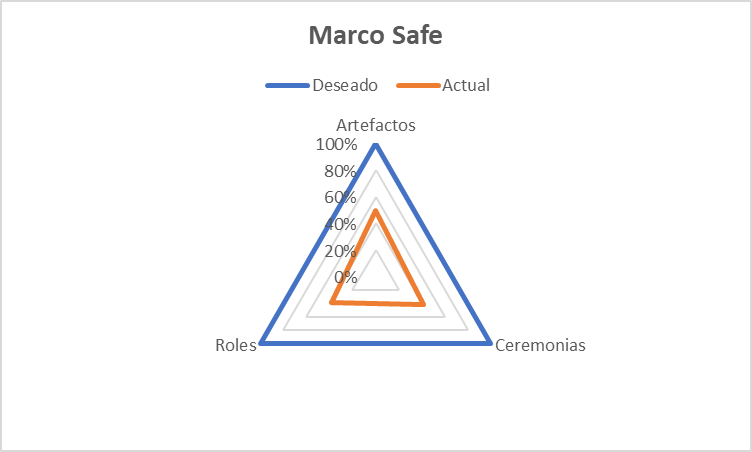 Marco Safe
Deseado Actual
Artefactos
100%
80%
60%
40%
20%
0%
Roles Ceremonias